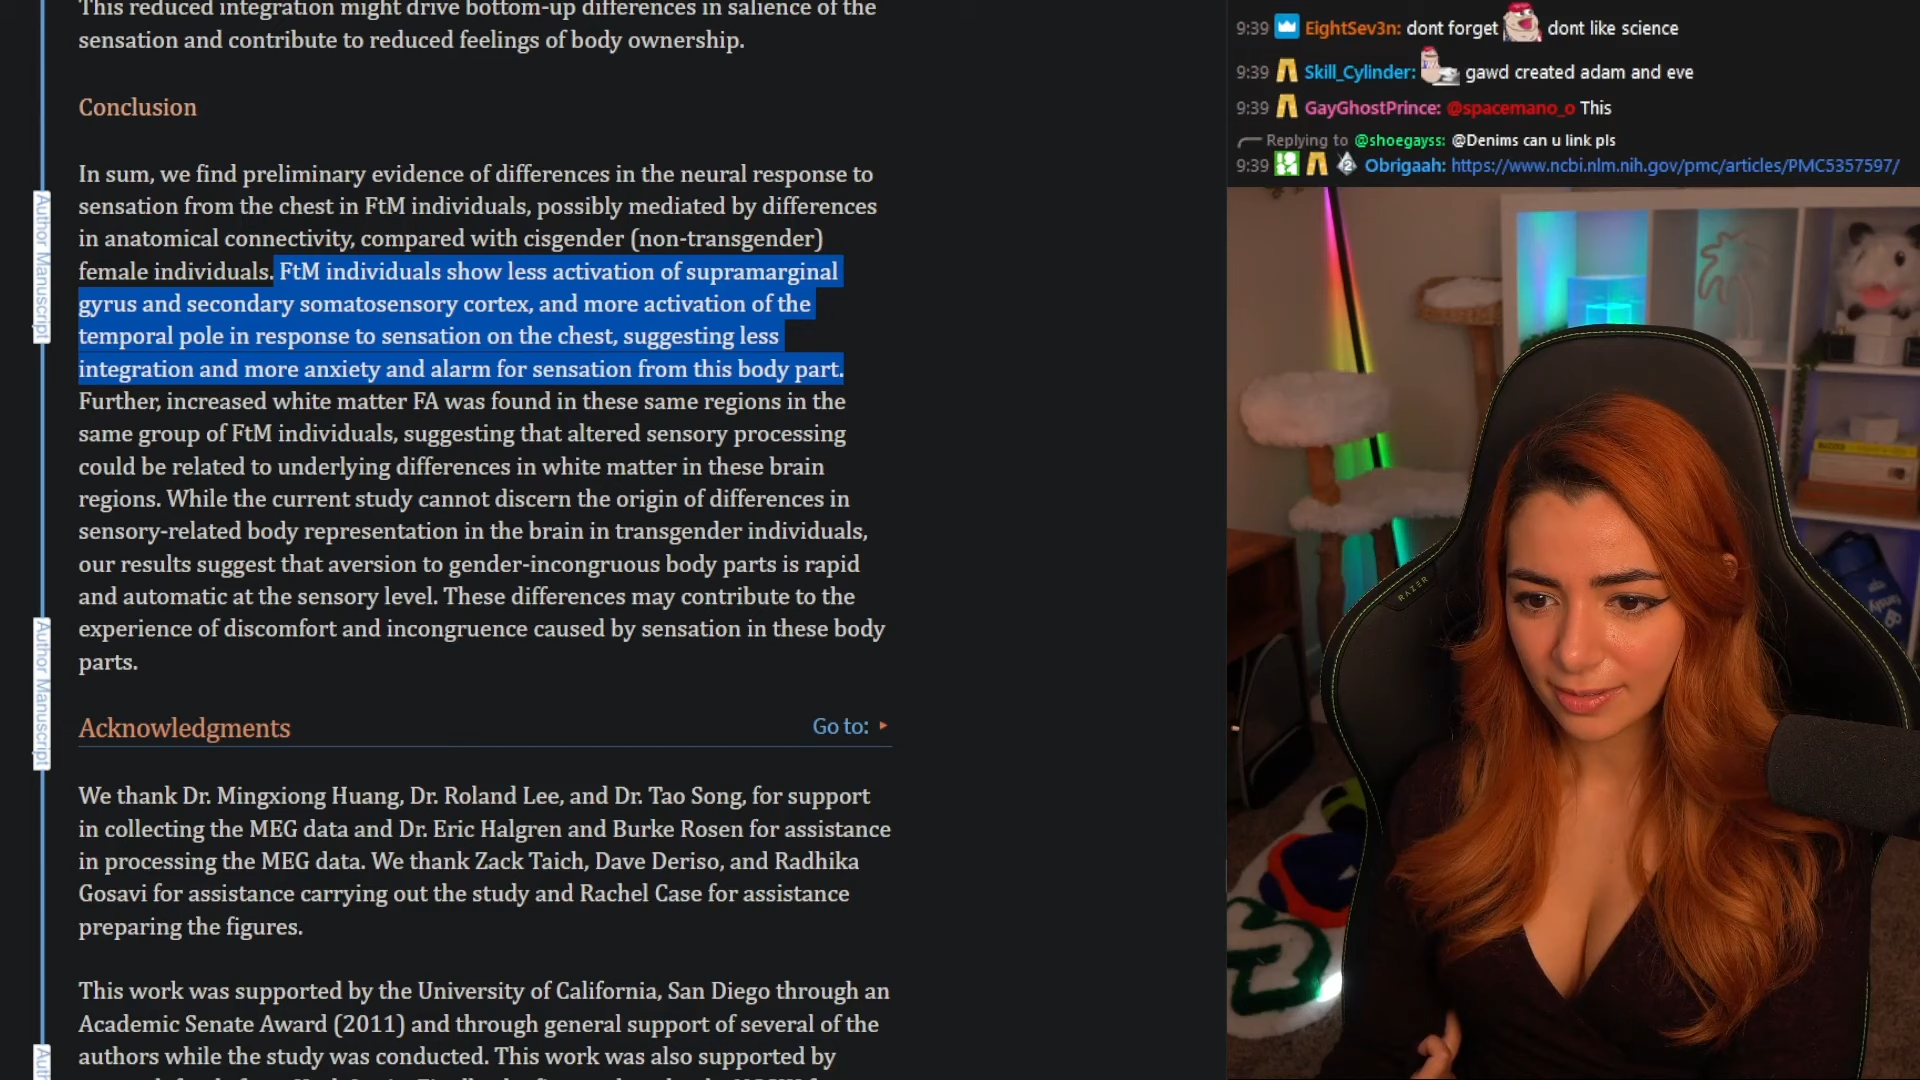 This reduced integration might drive bottom-up differences in salience of the
sensation and contribute to reduced feelings of body ownership.
Conclusion
In sum, we find preliminary evidence of differences in the neural response to
sensation from the chest in FtM individuals, possibly mediated by differences
in anatomical connectivity, compared with cisgender (non-transgender)
female individuals. FtM individuals show less activation of supramarginal
gyrus and secondary somatosensory cortex, and more activation of the
temporal pole in response to sensation on the chest, suggesting less
integration and more anxiety and alarm for sensation from this body part.
Further, increased white matter FA was found in these same regions in the
same group of FtM individuals, suggesting that altered sensory processing
could be related to underlying differences in white matter in these brain
regions. While the current study cannot discern the origin of differences in
sensory-related body representation in the brain in transgender individuals,
our results suggest that aversion to gender-incongruous body parts is rapid
and automatic at the sensory level. These differences may contribute to the
experience of discomfort and incongruence caused by sensation in these body
parts.
Acknowledgments
Go to:
We thank Dr. Mingxiong Huang, Dr. Roland Lee, and Dr. Tao Song, for support
in collecting the MEG data and Dr. Eric Halgren and Burke Rosen for assistance
in processing the MEG data. We thank Zack Taich, Dave Deriso, and Radhika
Gosavi for assistance carrying out the study and Rachel Case for assistance
preparing the figures.
This work was supported by the University of California, San Diego through an
Academic Senate Award (2011) and through general support of several of the
authors while the study was conducted. This work was also supported by
Author Manuscript
Author Manuscript
9:39 EightSev3n: dont forget dont like science
9:39 Skill_Cylinder: gawd created adam and eve
9:39 GayGhostPrince: @spacemano_o This
Replying to @shoegayss: @Denims can u link pls
9:39 Obrigaah: https://www.ncbi.nlm.nih.gov/pmc/articles/PMC5357597/
RAZER